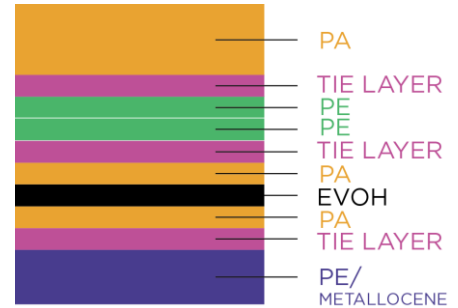 PA
TIE LAYER
PE
PE
TIE LAYER
PA
EVOH
PA
TIE LAYER
PE/
METALLOCENE